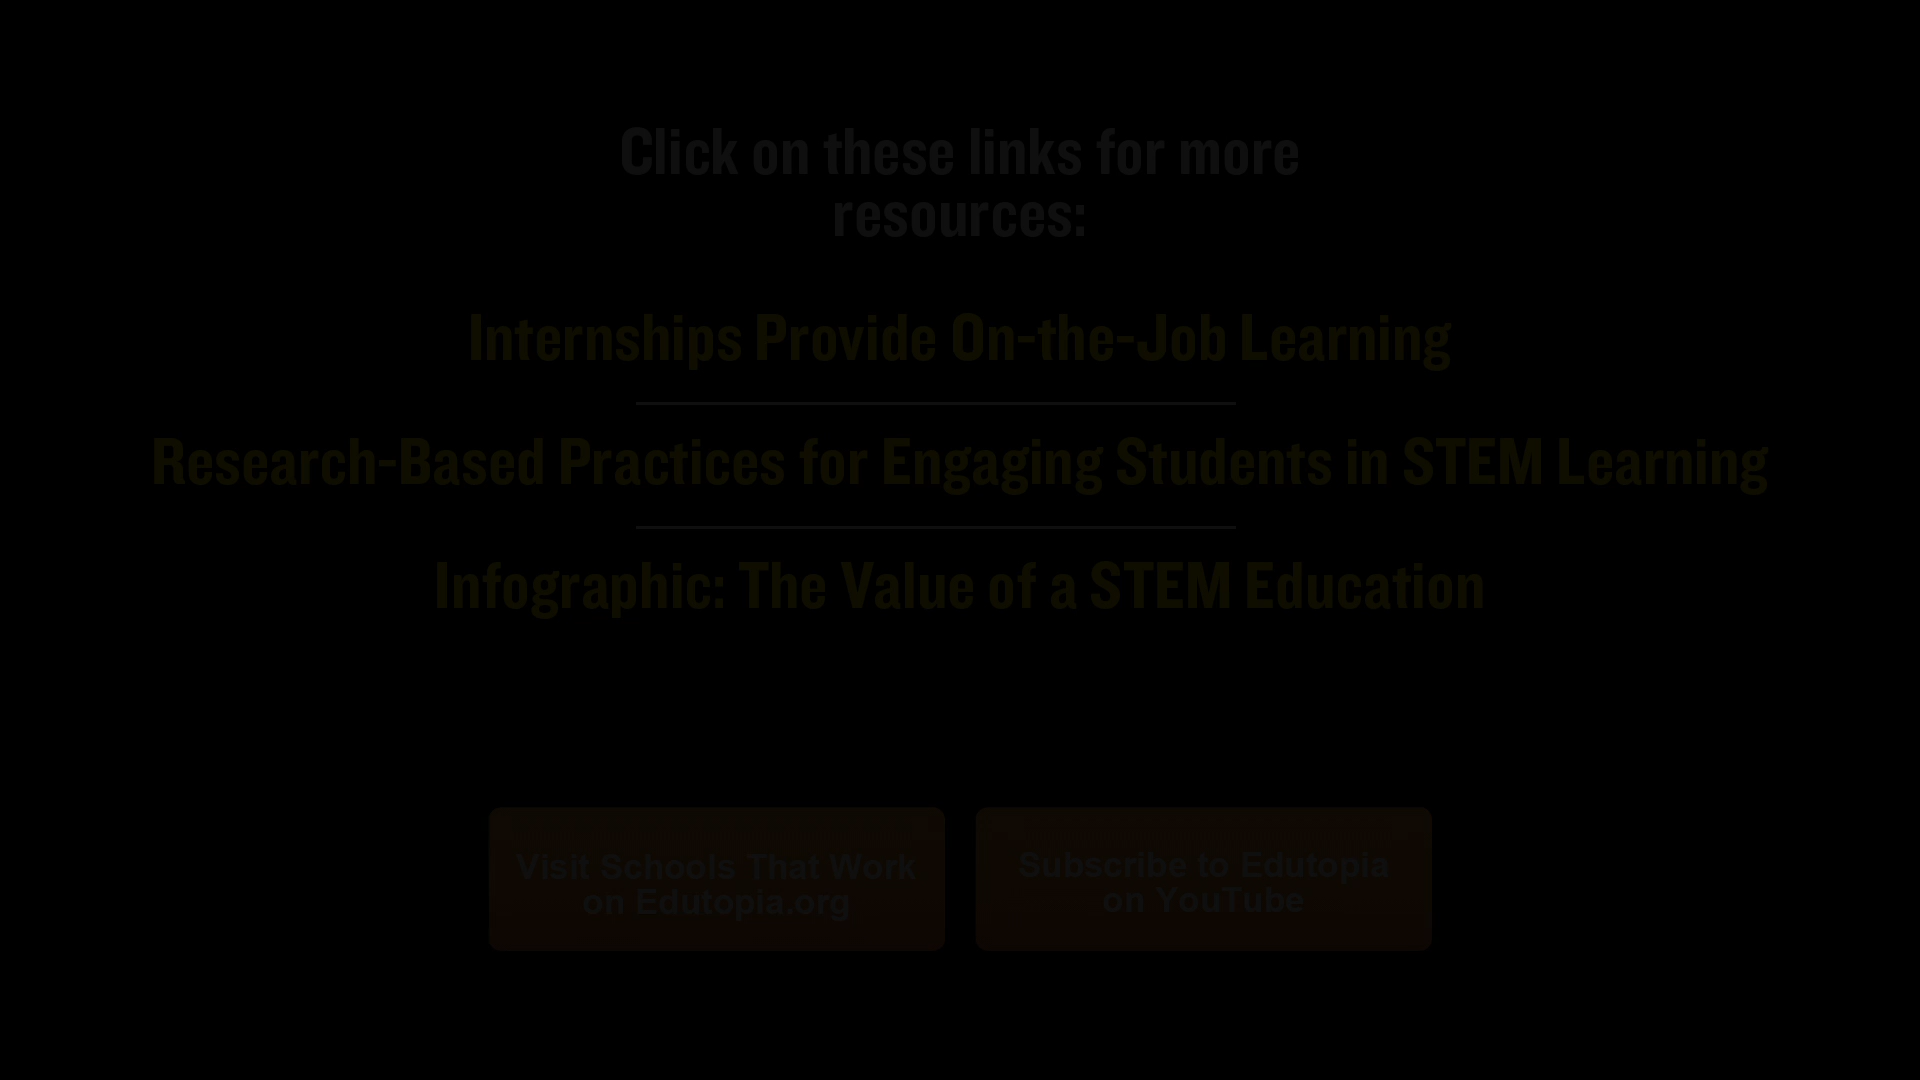 Click on these links for more
resources:
Internships Provide On-the-Job Learning
Research-Based Practices for Engaging Students in STEM Learning
Infographic: The Value of a STEM Education
Visit Schools That Work
on Edutopia.org
Subscribe to Edutopia
on YouTube